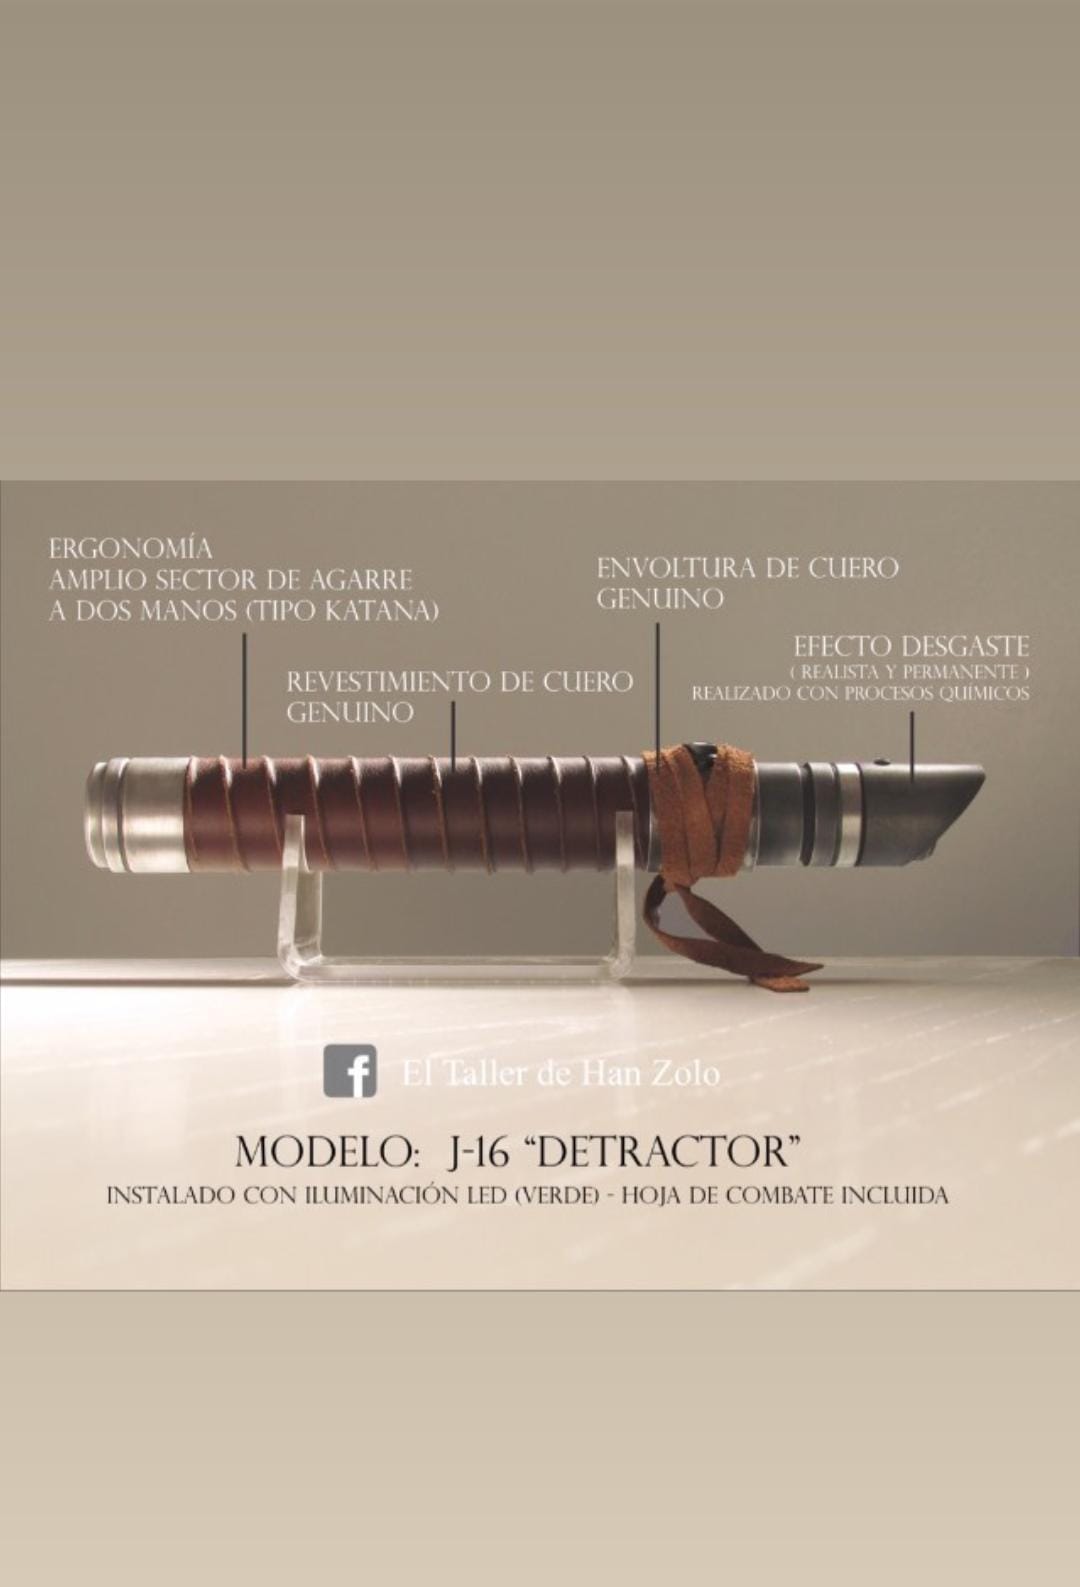 ERGONOMÍA
AMPLIO SECTOR DE AGARRE
A DOS MANOS (TIPO KATANA)
ENVOLTURA DE CUERO
GENUINO
EFECTO DESGASTE
( REALISTA Y PERMANENTE )
REALIZADO CON PROCESOS QUÍMICOS
REVESTIMIENTO DE CUERO
GENUINO
f El Taller de Han Zolo
MODELO: J-16 “DETRACTOR”
INSTALADO CON ILUMINACIÓN LED (VERDE) - HOJA DE COMBATE INCLUIDA